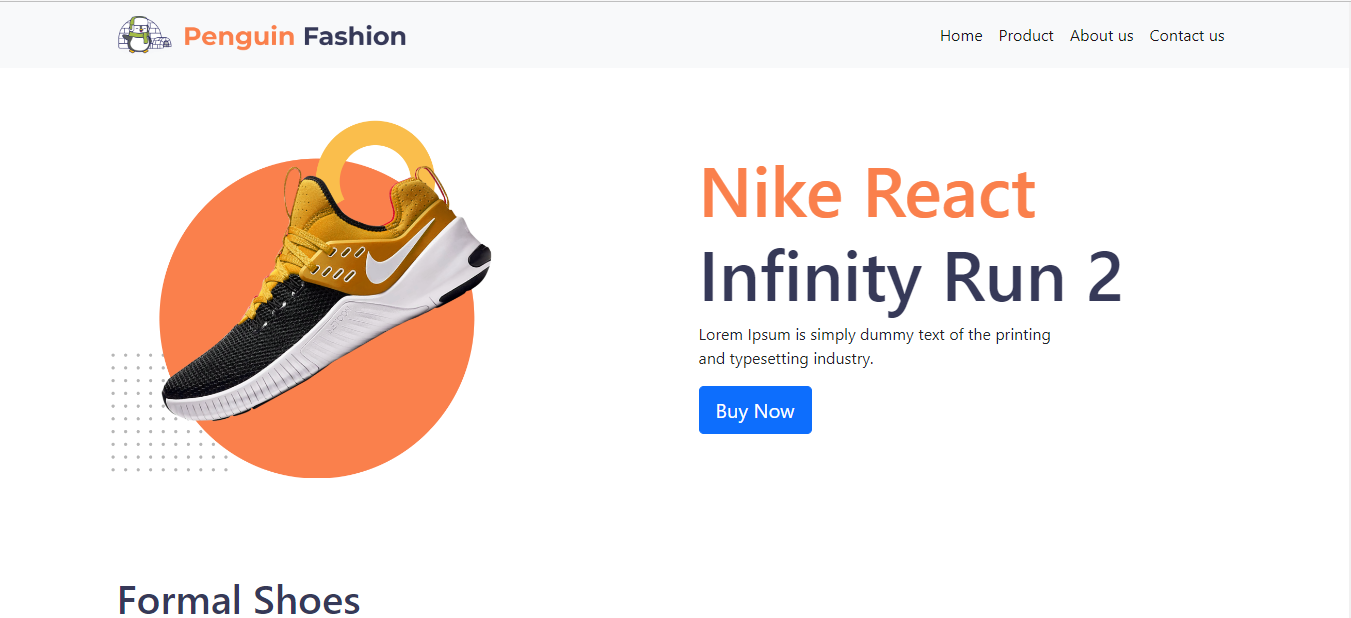 Penguin Fashion
Home Product About us Contact us
Nike React
Infinity Run 2
Lorem Ipsum is simply dummy text of the printing
and typesetting industry.
Buy Now
Formal Shoes